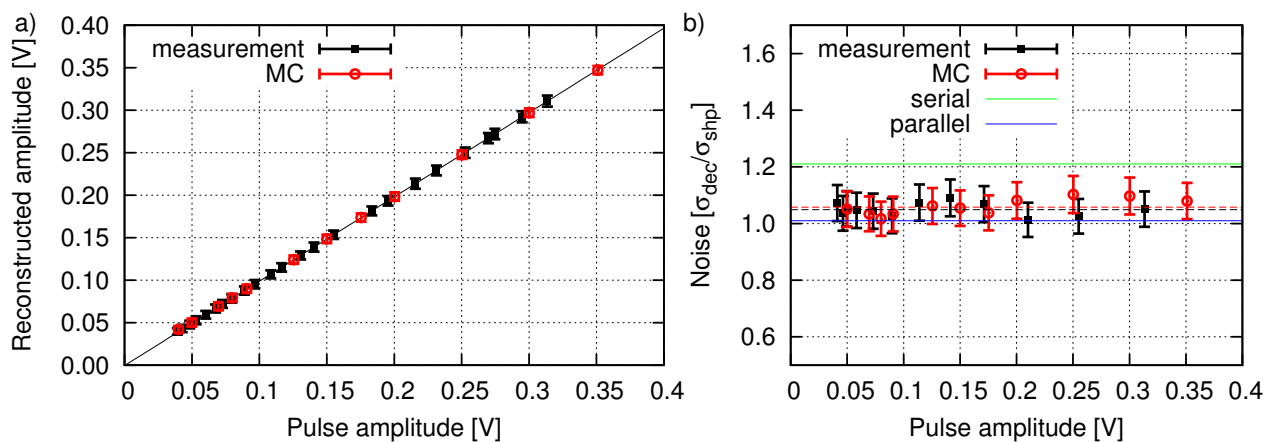 a)
Reconstructed amplitude [V]
0.40
0.35
0.30
0.25
0.20
0.15
0.10
0.05
0.00
measurement
MC
0 0.05 0.1 0.15 0.2 0.25 0.3 0.35 0.4
Pulse amplitude [V]
b)
Noise [σdec/σshp]
1.6
1.4
1.2
1.0
0.8
0.6
measurement
MC
serial
parallel
0 0.05 0.1 0.15 0.2 0.25 0.3 0.35 0.4
Pulse amplitude [V]